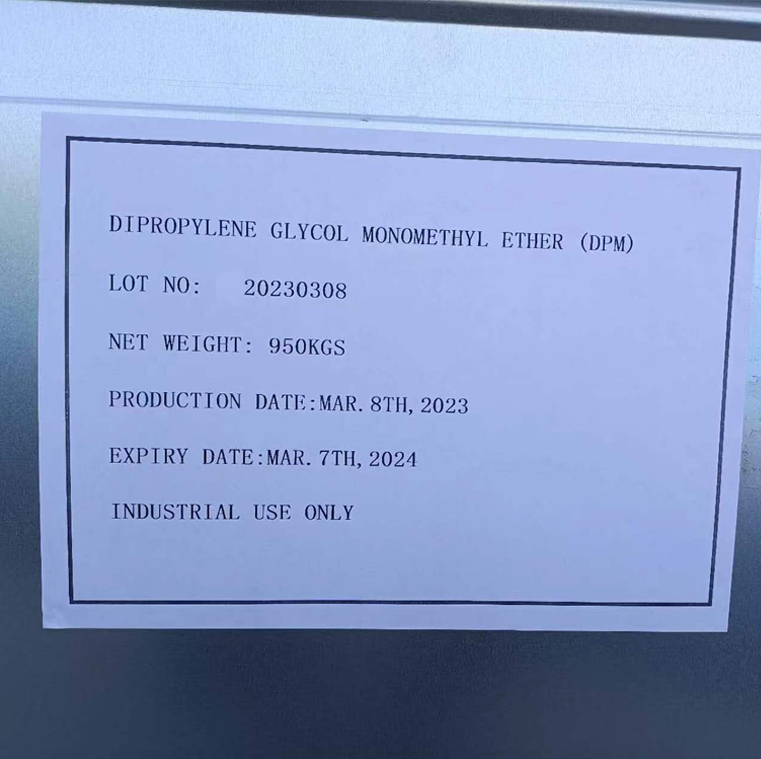 DIPROPYLENE GLYCOL MONOMETHYL ETHER (DPM)
LOT NO: 20230308
NET WEIGHT: 950KGS
PRODUCTION DATE:MAR. 8TH, 2023
EXPIRY DATE:MAR. 7TH, 2024
INDUSTRIAL USE ONLY